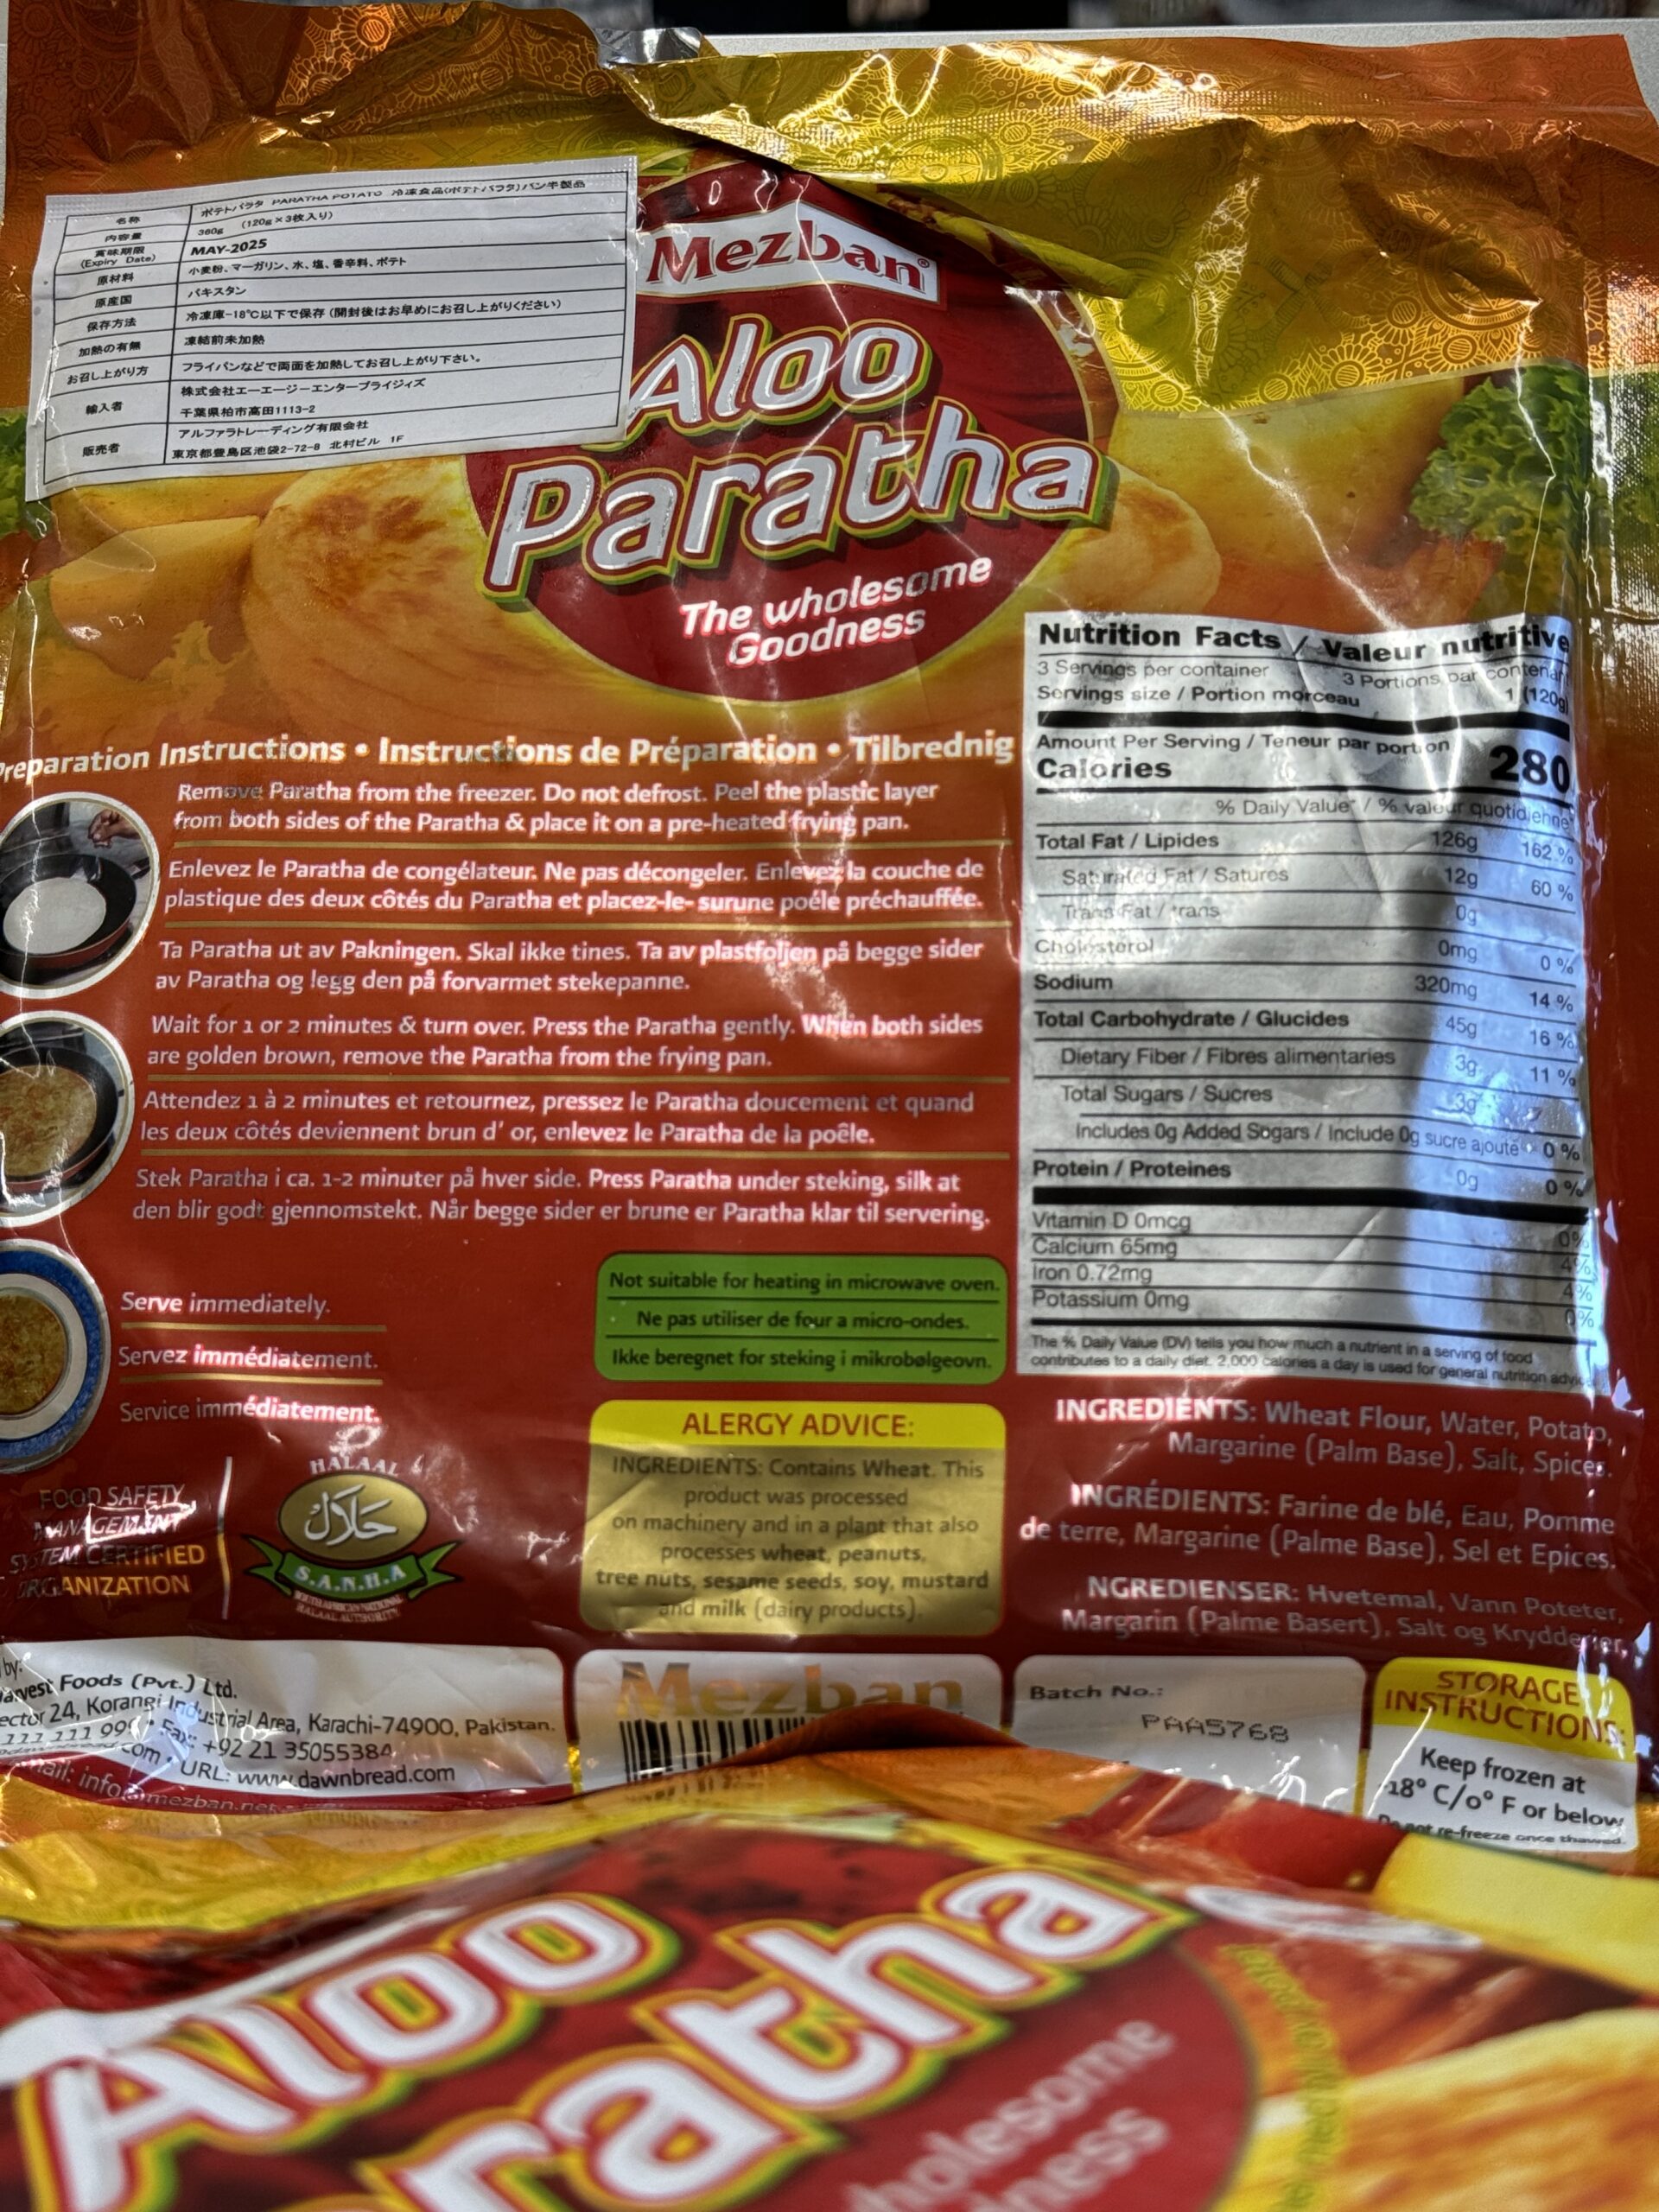 名称 ポテトパラタ PARATHA POTATO 冷凍食品(ポテトパラタ)パン半製品
内容量 360g (120g×3枚入り)
賞味期限 (Expiry Date) MAY-2025
原材料 小麦粉、マーガリン、水、塩、香辛料、ポテト
原産国 パキスタン
保存方法 冷凍庫-18℃以下で保存 (開封後はお早めにお召し上がりください)
加熱の有無 凍結前未加熱
お召し上がり方 フライパンなどで両面を加熱してお召し上がり下さい。
輸入者 株式会社エーエージーエンタープライジィズ
千葉県柏市高田1113-2
販売者 アルファラトレーディング有限会社
東京都豊島区池袋2-72-8 北村ビル 1F
Mezban®
Aloo
Paratha
The wholesome
Goodness
Preparation Instructions • Instructions de Préparation • Tilbrednig
Remove Paratha from the freezer. Do not defrost. Peel the plastic layer
from both sides of the Paratha & place it on a pre-heated frying pan.
Enlevez le Paratha de congélateur. Ne pas décongeler. Enlevez la couche de
plastique des deux côtés du Paratha et placez-le- surune poéle préchauffée.
Ta Paratha ut av Pakningen. Skal ikke tines. Ta av plastfoljen på begge sider
av Paratha og legg den på forvarmet stekepanne.
Wait for 1 or 2 minutes & turn over. Press the Paratha gently. When both sides
are golden brown, remove the Paratha from the frying pan.
Attendez 1 à 2 minutes et retournez, pressez le Paratha doucement et quand
les deux côtés deviennent brun d' or, enlevez le Paratha de la poêle.
Stek Paratha i ca. 1-2 minuter på hver side. Press Paratha under steking, silk at
den blir godt gjennomstekt. Når begge sider er brune er Paratha klar til servering.
Serve immediately.
Servez immédiatement.
Service immédiatement.
Not suitable for heating in microwave oven.
Ne pas utiliser de four a micro-ondes.
Ikke beregnet for steking i mikrobølgeovn.
ALERGY ADVICE:
INGREDIENTS: Contains Wheat. This
product was processed
on machinery and in a plant that also
processes wheat, peanuts,
tree nuts, sesame seeds, soy, mustard
and milk (dairy products).
Nutrition Facts / Valeur nutritive
3 Servings per container 3 Portions par contenan
Servings size / Portion morceau 1 (120g)
Amount Per Serving / Teneur par portion
Calories 280
% Daily Value* / % valeur quotidienne*
Total Fat / Lipides 126g 162 %
Saturated Fat / Satures 12g 60 %
Trans Fat / trans 0g
Cholesterol 0mg 0 %
Sodium 320mg 14 %
Total Carbohydrate / Glucides 45g 16 %
Dietary Fiber / Fibres alimentaries 3g 11 %
Total Sugars / Sucres 3g
Includes 0g Added Sugars / Include 0g sucre ajouté 0 %
Protein / Proteines 0g 0 %
Vitamin D 0mcg 0%
Calcium 65mg 4%
Iron 0.72mg 4%
Potassium 0mg 0%
The % Daily Value (DV) tells you how much a nutrient in a serving of food
contributes to a daily diet. 2,000 calories a day is used for general nutrition advic
INGREDIENTS: Wheat Flour, Water, Potato,
Margarine (Palm Base), Salt, Spices.
INGRÉDIENTS: Farine de blé, Eau, Pomme
de terre, Margarine (Palme Base), Sel et Epices.
NGREDIENSER: Hvetemal, Vann Poteter,
Margarin (Palme Basert), Salt og Krydderier,
FOOD SAFETY
MANAGEMENT
SYSTEM CERTIFIED
ORGANIZATION
HALAAL
حلال
S.A.N.H.A
SOUTH AFRICAN NATIONAL
HALAAL AUTHORITY
by:
arvest Foods (Pvt.) Ltd.
ector 24, Korangi Industrial Area, Karachi-74900, Pakistan.
111 111 99 • Fax: +92 21 35055384
com • URL: www.dawnbread.com
mail: info@mezban.net
Mezban
Batch No.:
PAA5768
STORAGE
INSTRUCTIONS:
Keep frozen at
-18° C/0° F or below
Do not re-freeze once thawed.
Aloo
ratha
holesome
dness